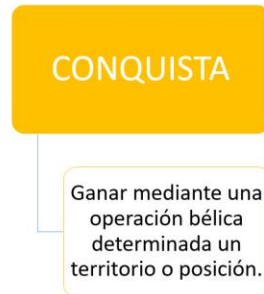 CONQUISTA
Ganar mediante una
operación bélica
determinada un
territorio o posición.